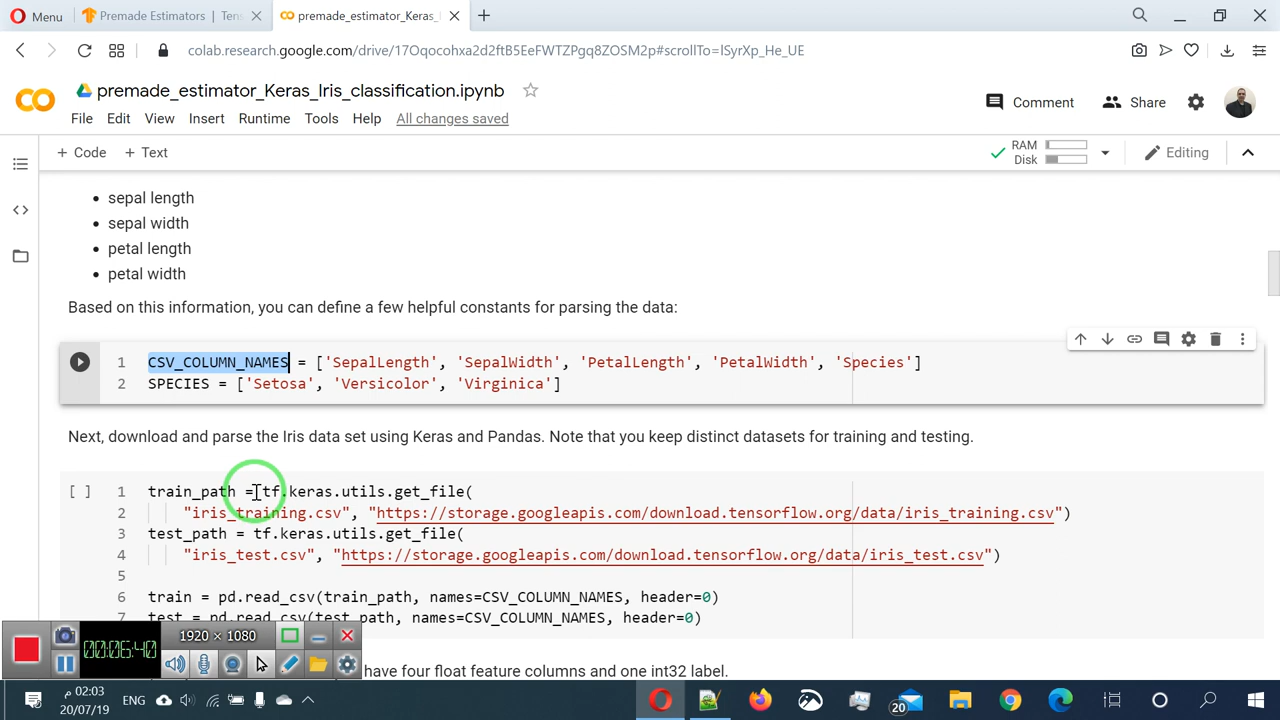 Menu
Premade Estimators | Ten
premade_estimator_Keras_I
colab.research.google.com/drive/17Oqocohxa2d2ftB5EeFWTZPgq8ZOSM2p#scrollTo=lSyrXp_He_UE
premade_estimator_Keras_Iris_classification.ipynb
File Edit View Insert Runtime Tools Help All changes saved
Comment
Share
+ Code + Text
RAM
Disk
Editing
• sepal length
• sepal width
• petal length
• petal width
Based on this information, you can define a few helpful constants for parsing the data:
1 CSV_COLUMN_NAMES = ['SepalLength', 'SepalWidth', 'PetalLength', 'PetalWidth', 'Species']
2 SPECIES = ['Setosa', 'Versicolor', 'Virginica']
Next, download and parse the Iris data set using Keras and Pandas. Note that you keep distinct datasets for training and testing.
[ ] 1 train_path = tf.keras.utils.get_file(
2 "iris_training.csv", "https://storage.googleapis.com/download.tensorflow.org/data/iris_training.csv")
3 test_path = tf.keras.utils.get_file(
4 "iris_test.csv", "https://storage.googleapis.com/download.tensorflow.org/data/iris_test.csv")
5
6 train = pd.read_csv(train_path, names=CSV_COLUMN_NAMES, header=0)
7 test = pd.read_csv(test_path, names=CSV_COLUMN_NAMES, header=0)
have four float feature columns and one int32 label.
1920 × 1080
00:06:40
20
02:03 م
20/07/19
ENG